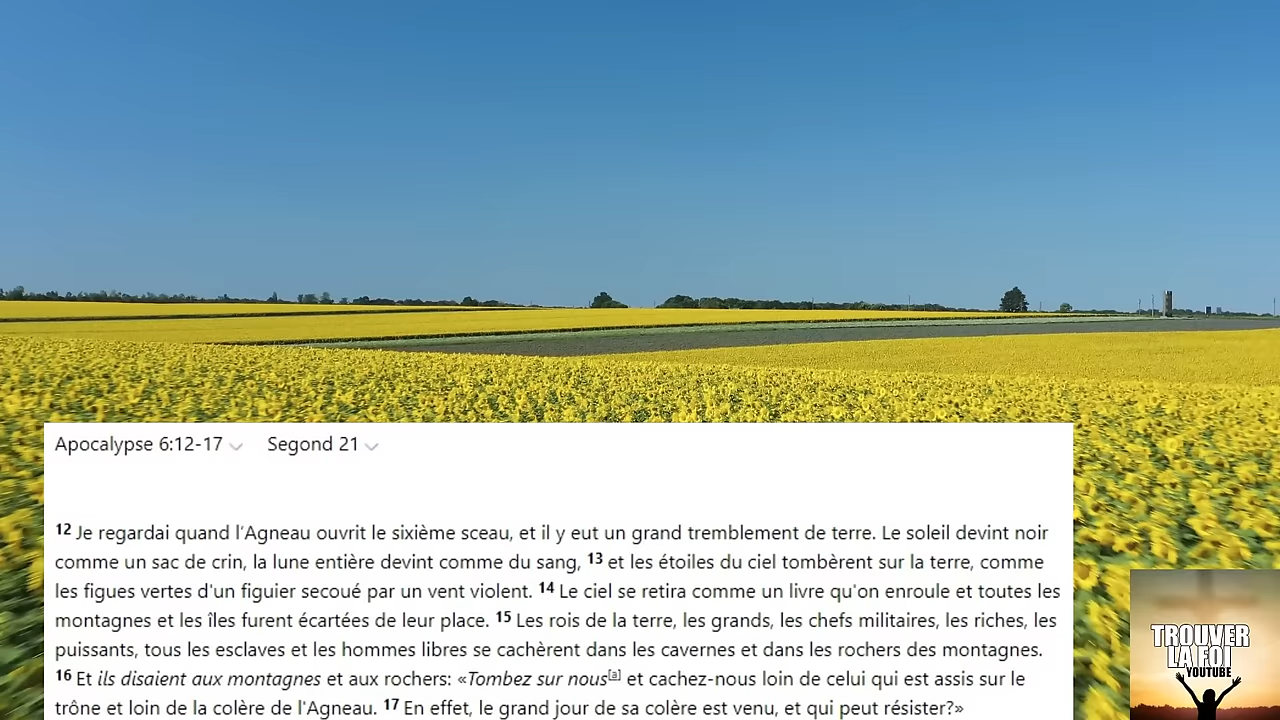 Apocalypse 6:12-17 Segond 21
12 Je regardai quand l'Agneau ouvrit le sixième sceau, et il y eut un grand tremblement de terre. Le soleil devint noir
comme un sac de crin, la lune entière devint comme du sang, 13 et les étoiles du ciel tombèrent sur la terre, comme
les figues vertes d'un figuier secoué par un vent violent. 14 Le ciel se retira comme un livre qu'on enroule et toutes les
montagnes et les îles furent écartées de leur place. 15 Les rois de la terre, les grands, les chefs militaires, les riches, les
puissants, tous les esclaves et les hommes libres se cachèrent dans les cavernes et dans les rochers des montagnes.
16 Et ils disaient aux montagnes et aux rochers: «Tombez sur nous[a] et cachez-nous loin de celui qui est assis sur le
trône et loin de la colère de l'Agneau. 17 En effet, le grand jour de sa colère est venu, et qui peut résister?»
TROUVER
LA FOI
YOUTUBE